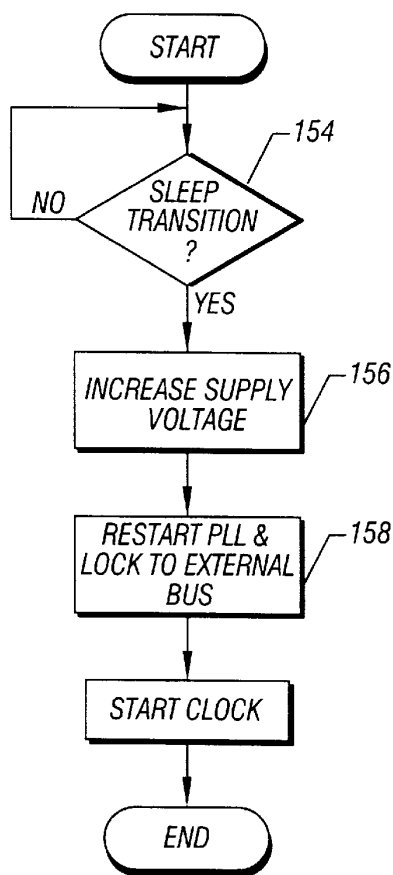 START
154
SLEEP
TRANSITION
?
NO
YES
INCREASE SUPPLY
VOLTAGE
156
RESTART PLL &
LOCK TO EXTERNAL
BUS
158
START CLOCK
END